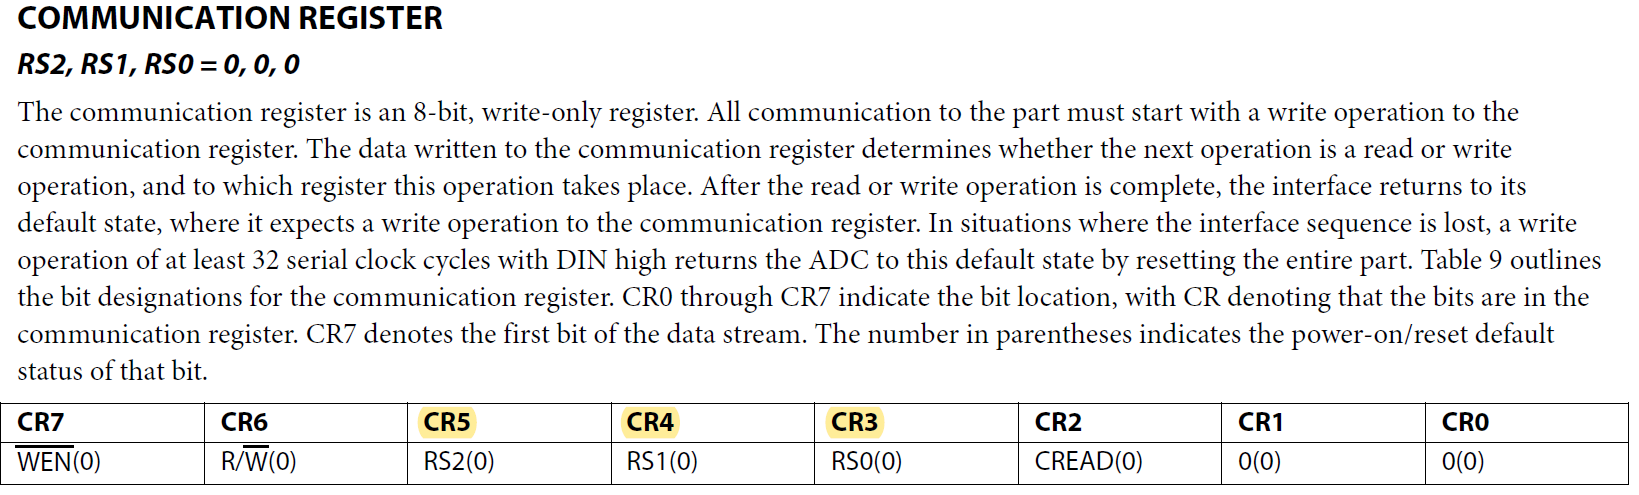 COMMUNICATION REGISTER
RS2, RS1, RS0 = 0, 0, 0
The communication register is an 8-bit, write-only register. All communication to the part must start with a write operation to the
communication register. The data written to the communication register determines whether the next operation is a read or write
operation, and to which register this operation takes place. After the read or write operation is complete, the interface returns to its
default state, where it expects a write operation to the communication register. In situations where the interface sequence is lost, a write
operation of at least 32 serial clock cycles with DIN high returns the ADC to this default state by resetting the entire part. Table 9 outlines
the bit designations for the communication register. CR0 through CR7 indicate the bit location, with CR denoting that the bits are in the
communication register. CR7 denotes the first bit of the data stream. The number in parentheses indicates the power-on/reset default
status of that bit.
CR7 CR6 CR5 CR4 CR3 CR2 CR1 CR0
W̅E̅N̅(0) R/W̅(0) RS2(0) RS1(0) RS0(0) CREAD(0) 0(0) 0(0)